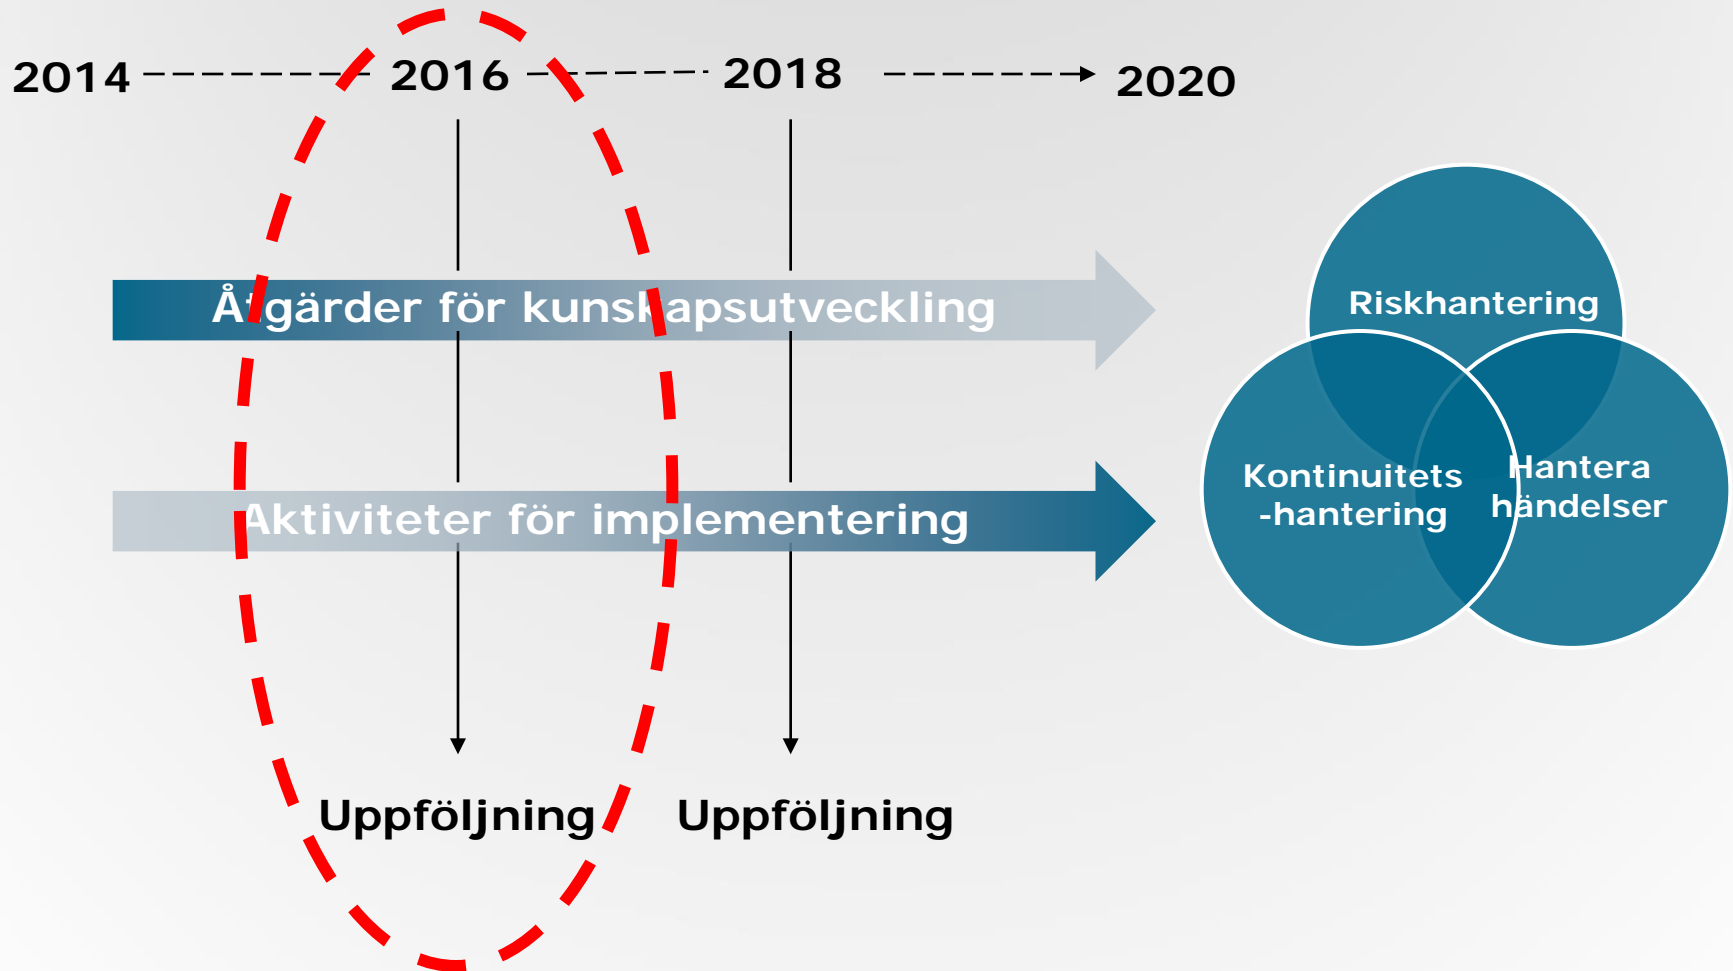 2014
2016
2018
2020
Åtgärder för kunskapsutveckling
Aktiviteter för implementering
Uppföljning
Uppföljning
Riskhantering
Kontinuitets
-hantering
Hantera
händelser